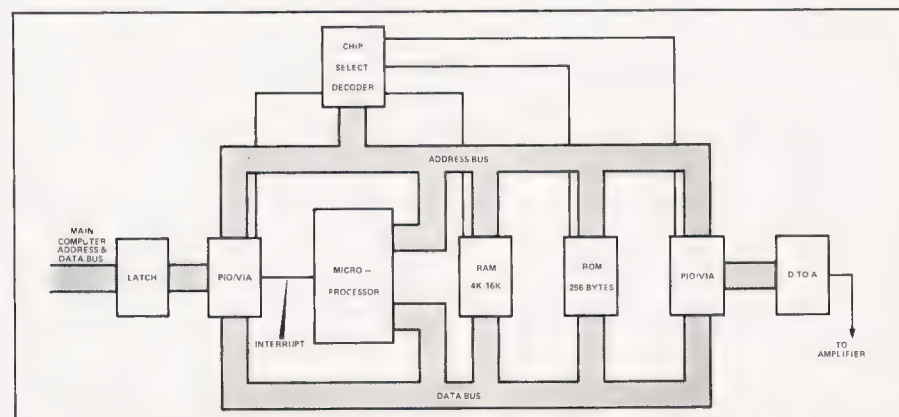 CHIP
SELECT
DECODER
ADDRESS BUS
MAIN
COMPUTER
ADDRESS &
DATA BUS
LATCH
PIO/VIA
INTERRUPT
MICRO –
PROCESSOR
RAM
4K 16K
ROM
256 BYTES
PIO/VIA
D TO A
TO
AMPLIFIER
DATA BUS